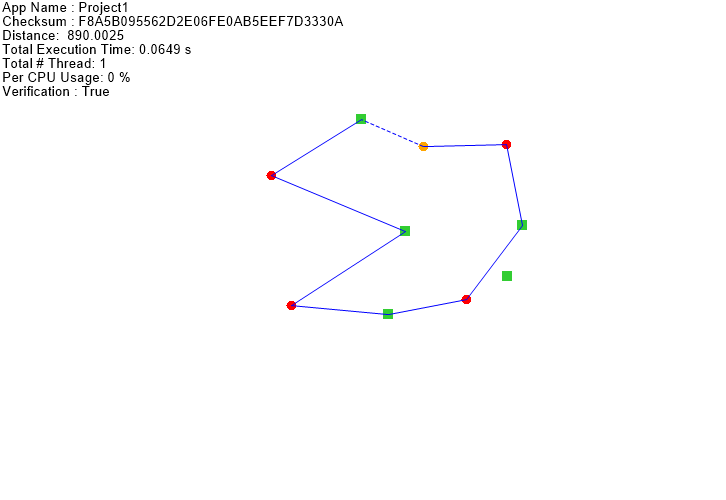 App Name : Project1
Checksum : F8A5B095562D2E06FE0AB5EEF7D3330A
Distance:  890.0025
Total Execution Time: 0.0649 s
Total # Thread: 1
Per CPU Usage: 0 %
Verification : True